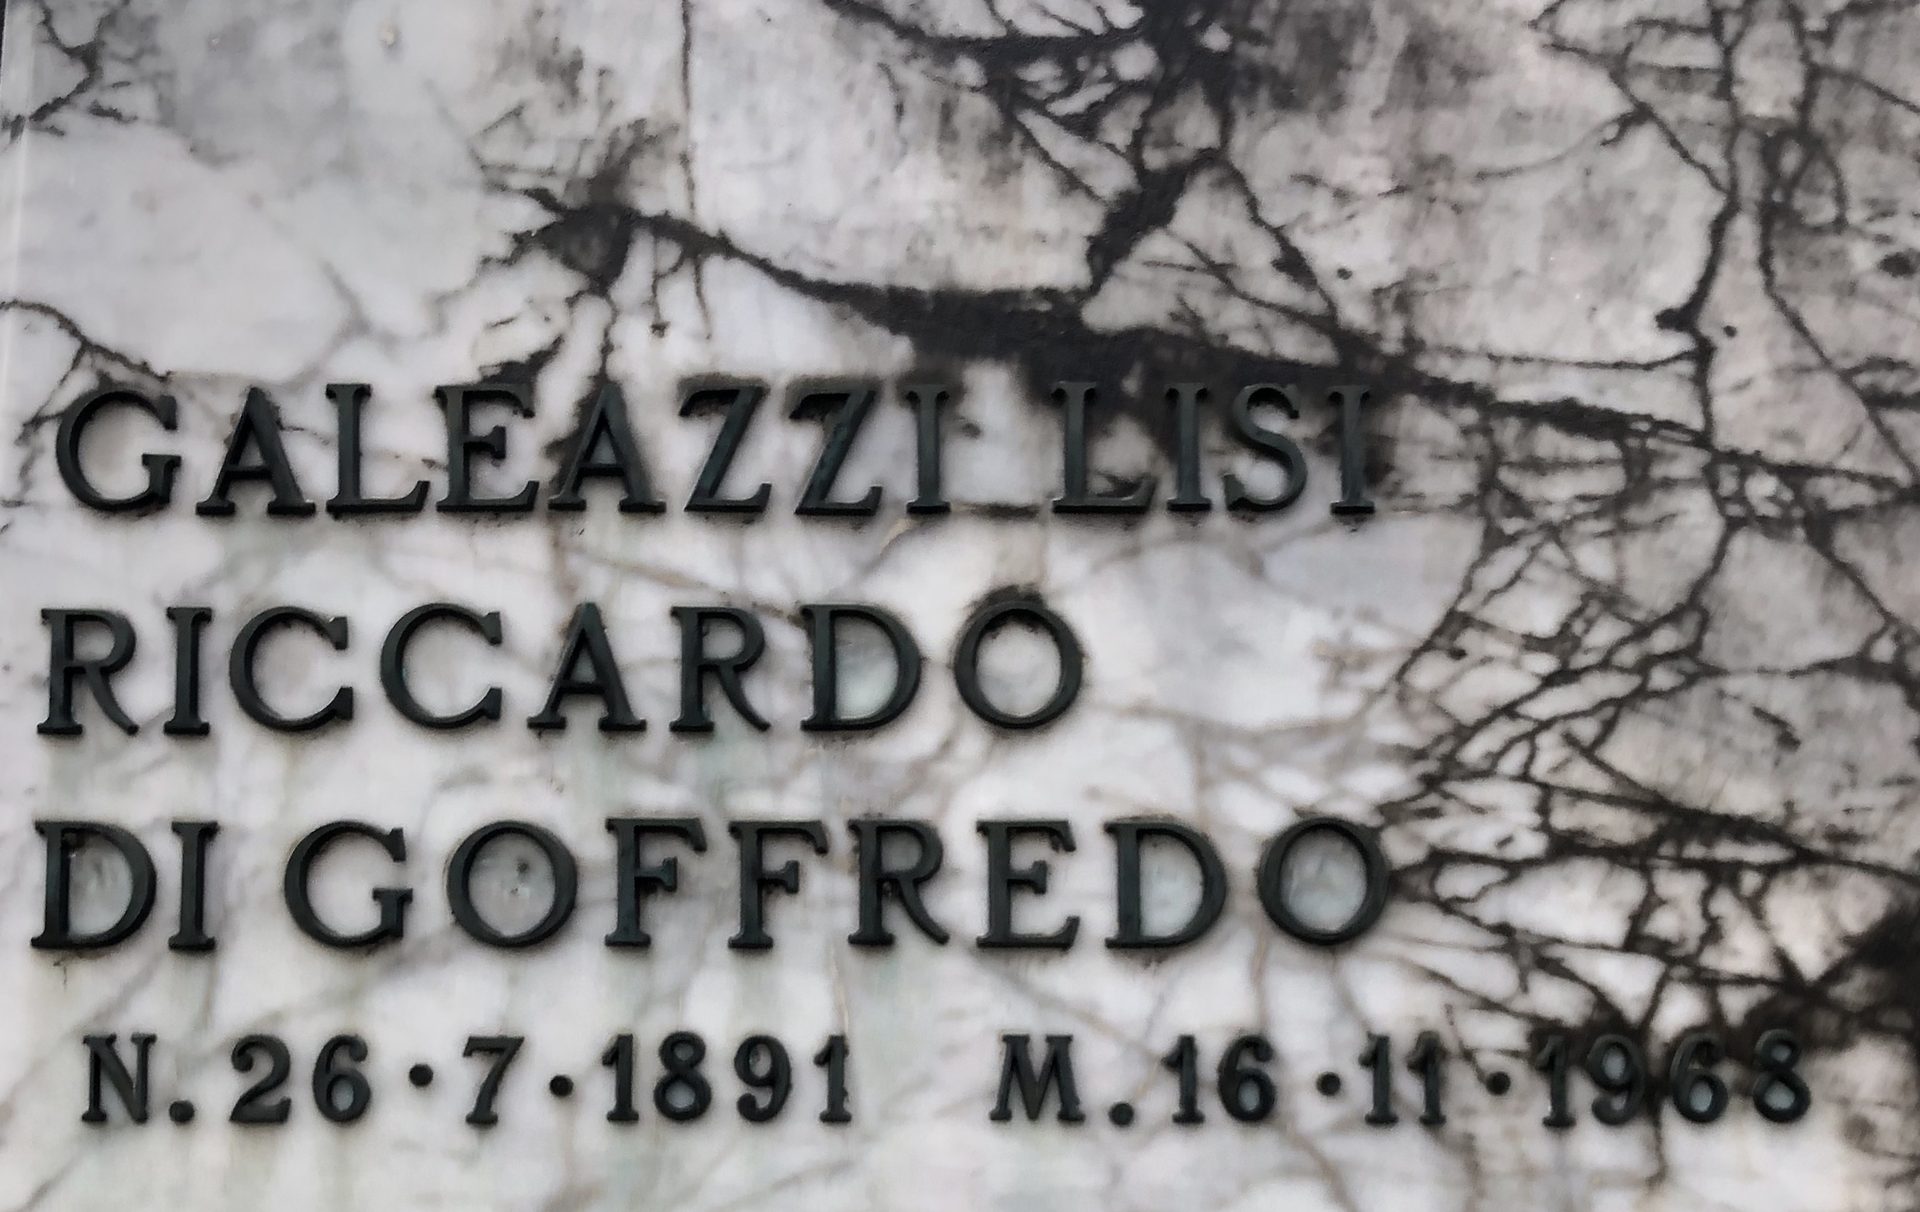 GALEAZZI LISI
RICCARDO
DI GOFFREDO
N. 26·7·1891 M. 16·11·1968